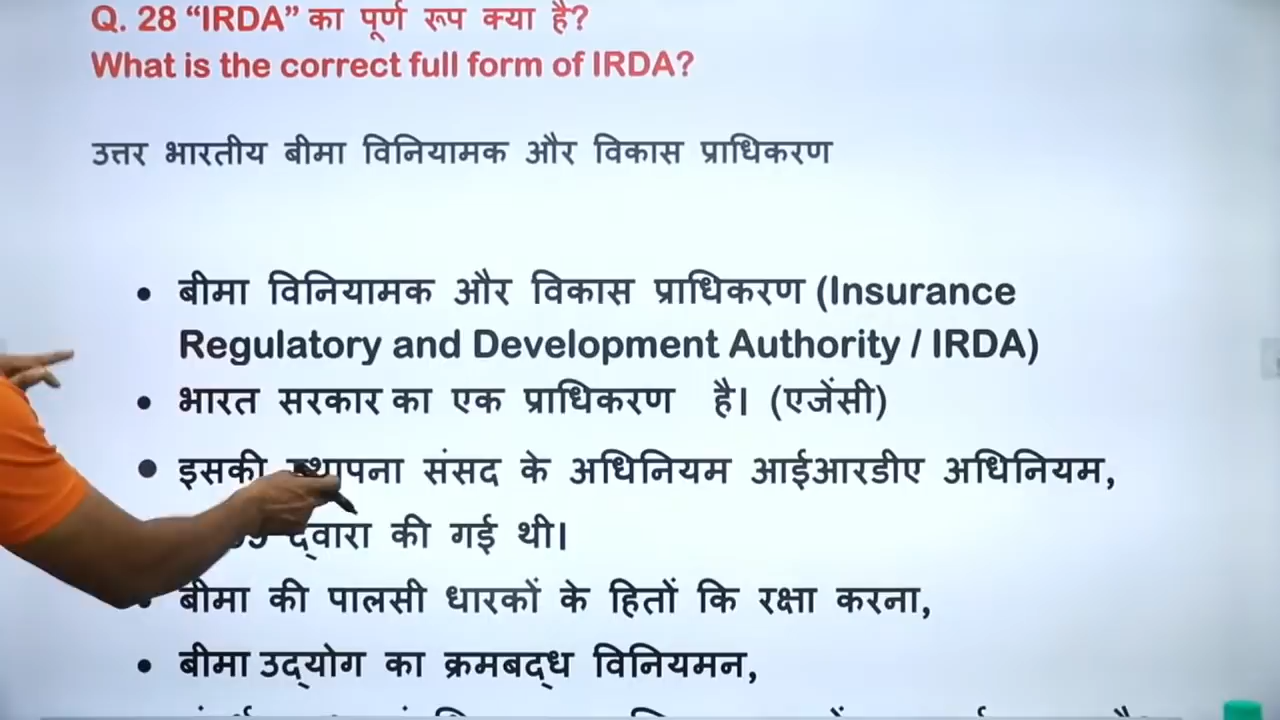 Q. 28 “IRDA” का पूर्ण रूप क्या है?
What is the correct full form of IRDA?
उत्तर भारतीय बीमा विनियामक और विकास प्राधिकरण
• बीमा विनियामक और विकास प्राधिकरण (Insurance
Regulatory and Development Authority / IRDA)
• भारत सरकार का एक प्राधिकरण है। (एजेंसी)
• इसकी संसद के अधिनियम आईआरडीए अधिनियम,
द्वारा की गई थी।
• बीमा की पालसी धारकों के हितों कि रक्षा करना,
• बीमा उद्योग का क्रमबद्ध विनियमन,